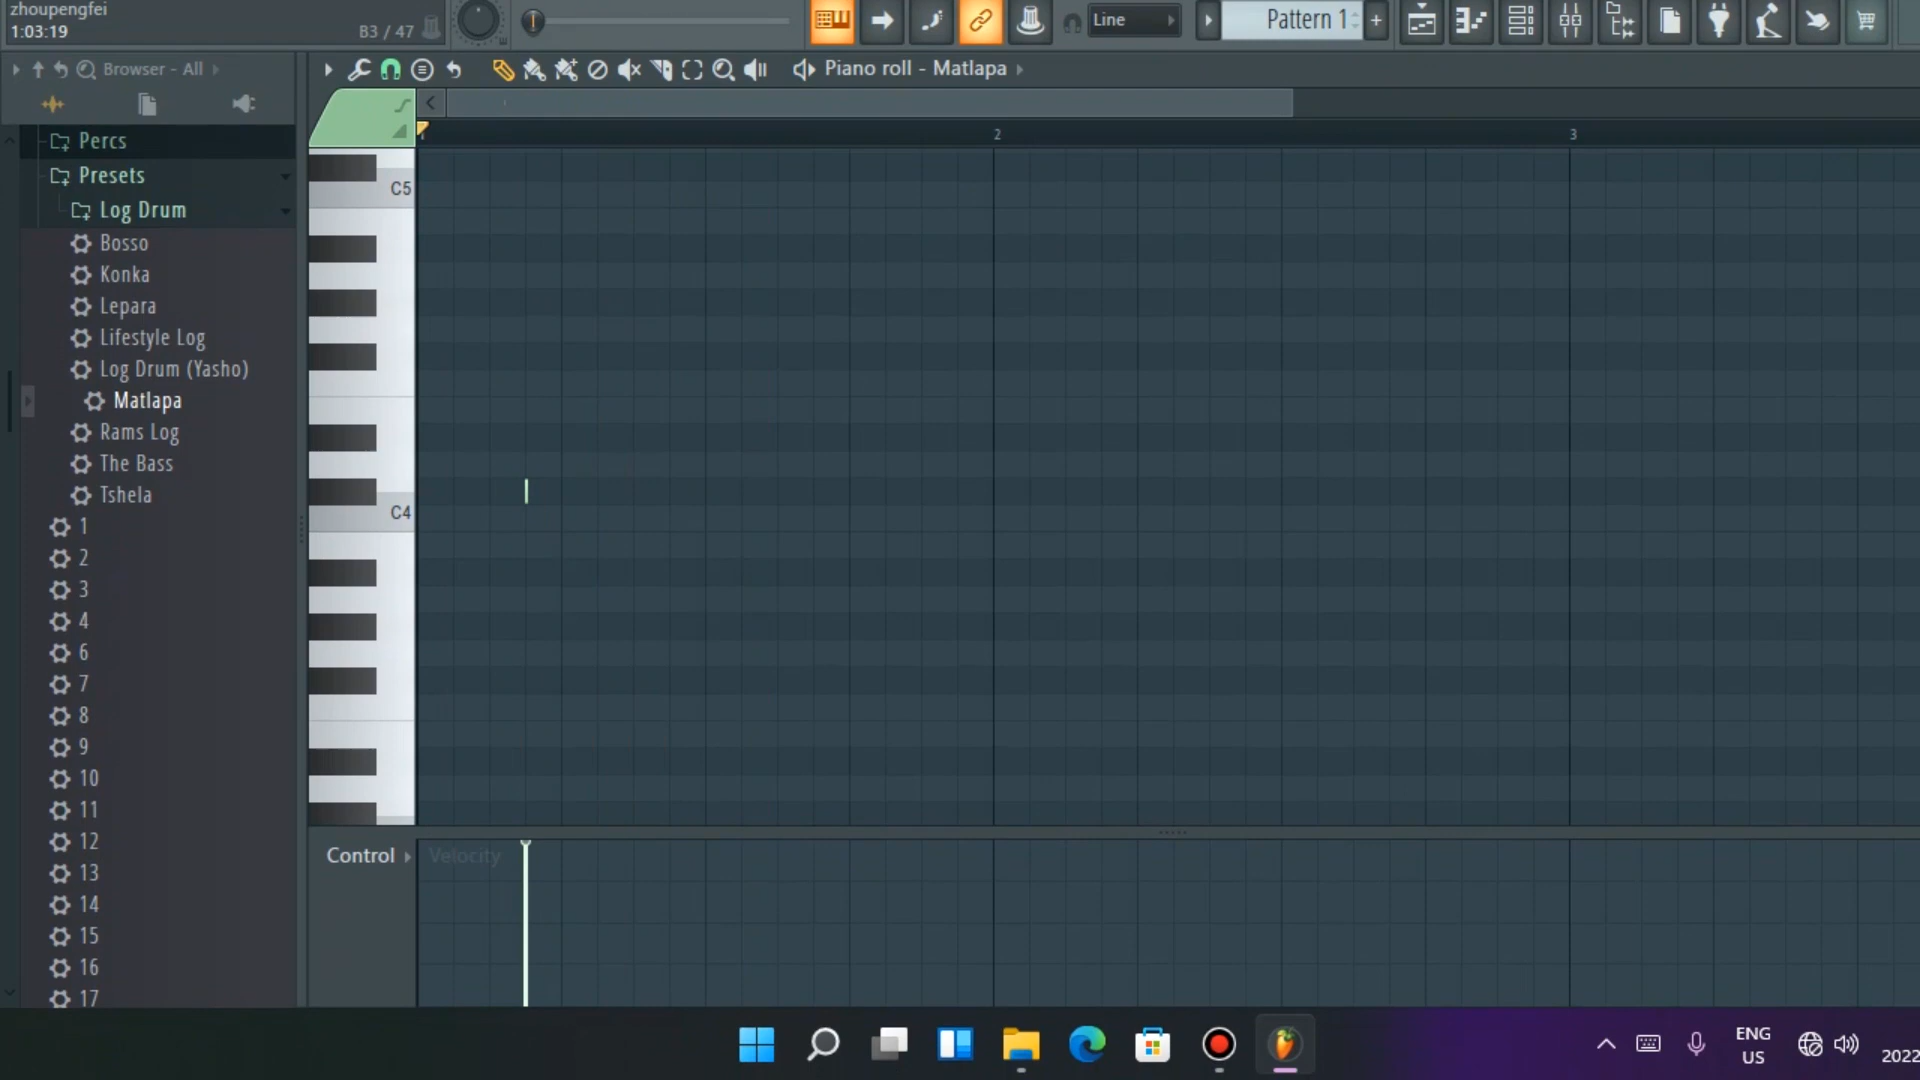 zhoupengfei
1:03:19
B3 / 47
Line
Pattern 1
Browser - All
Piano roll - Matlapa
2
3
Percs
Presets
Log Drum
Bosso
Konka
Lepara
Lifestyle Log
Log Drum (Yasho)
Matlapa
Rams Log
The Bass
Tshela
1
2
3
4
6
7
8
9
10
11
12
13
14
15
16
17
C5
C4
Control
Velocity
ENG
US
2022